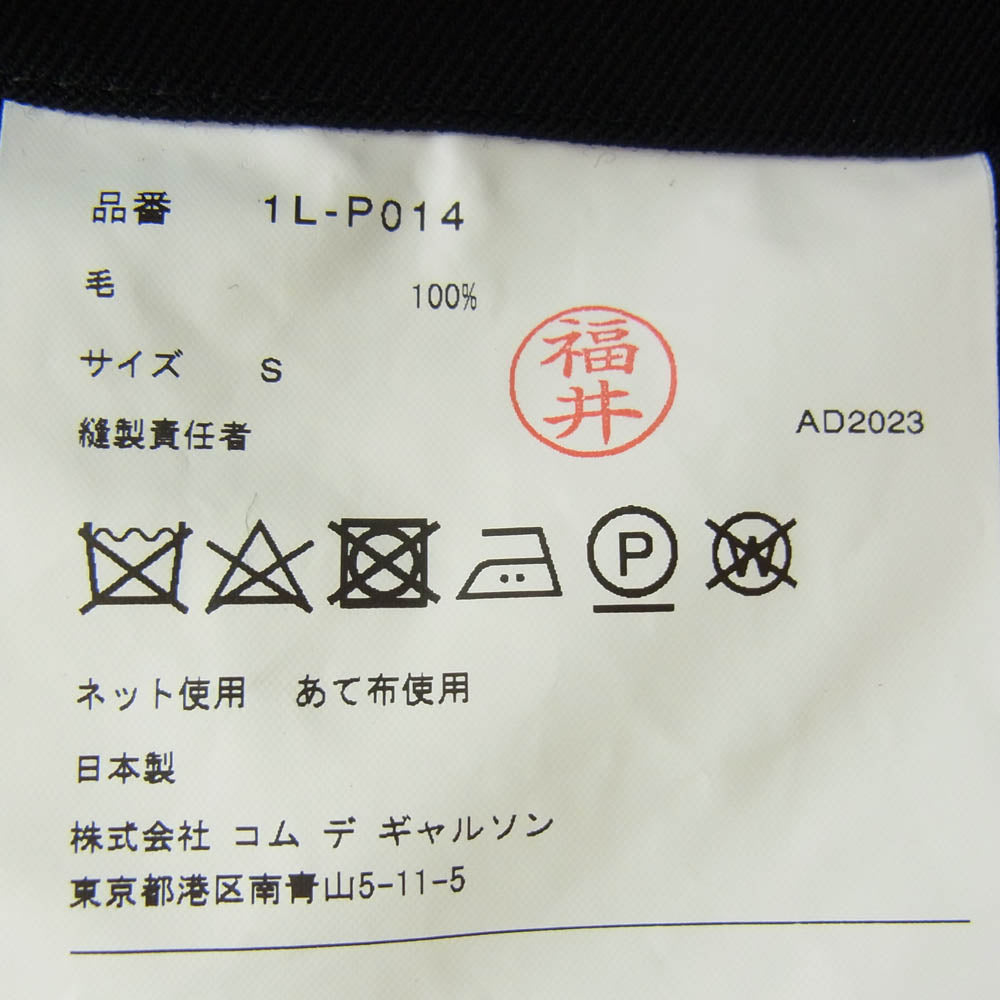 品番 1L-P014
毛 100%
サイズ S
縫製責任者 福井 AD2023
P W
ネット使用 あて布使用
日本製
株式会社 コム デ ギャルソン
東京都港区南青山5-11-5